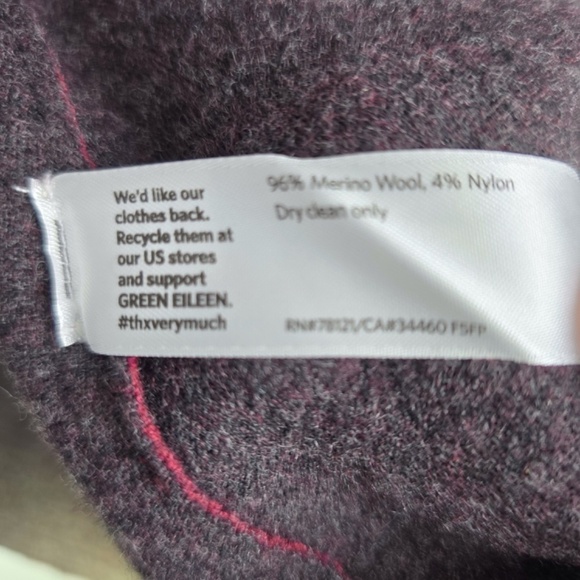 We'd like our
clothes back.
Recycle them at
our US stores
and support
GREEN EILEEN.
#thxverymuch
96% Merino Wool, 4% Nylon
Dry clean only
RN#78121/CA#34460 F5FP